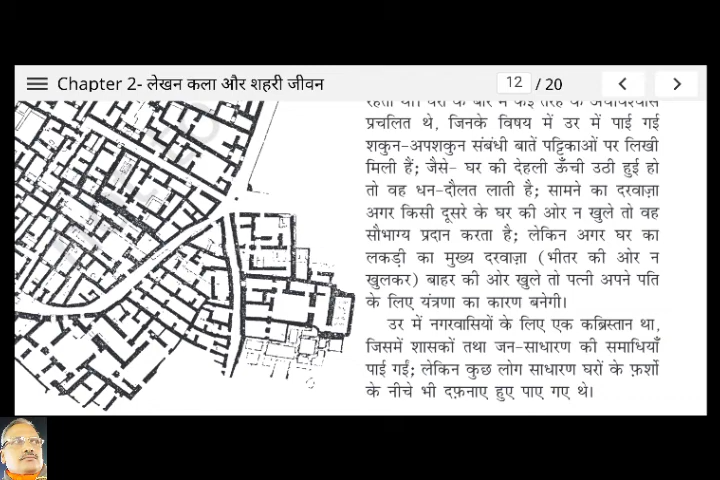 Chapter 2- लेखन कला और शहरी जीवन
12 / 20
प्रचलित थे, जिनके विषय में उर में पाई गई
शकुन-अपशकुन संबंधी बातें पट्टिकाओं पर लिखी
मिली हैं; जैसे- घर की देहली ऊँची उठी हुई हो
तो वह धन-दौलत लाती है; सामने का दरवाज़ा
अगर किसी दूसरे के घर की ओर न खुले तो वह
सौभाग्य प्रदान करता है; लेकिन अगर घर का
लकड़ी का मुख्य दरवाज़ा (भीतर की ओर न
खुलकर) बाहर की ओर खुले तो पत्नी अपने पति
के लिए यंत्रणा का कारण बनेगी।
उर में नगरवासियों के लिए एक कब्रिस्तान था,
जिसमें शासकों तथा जन-साधारण की समाधियाँ
पाई गईं; लेकिन कुछ लोग साधारण घरों के फ़र्शों
के नीचे भी दफ़नाए हुए पाए गए थे।